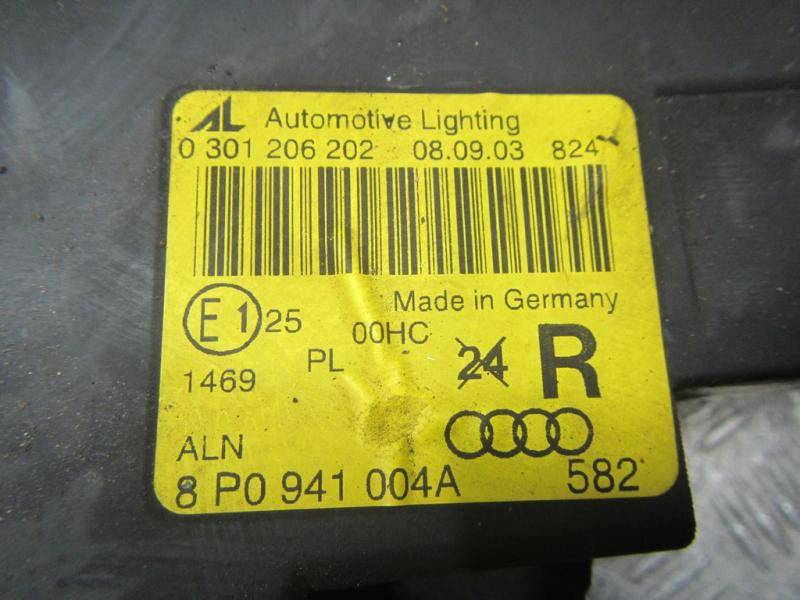 AL Automotive Lighting
0 301 206 202 08.09.03 824
Made in Germany
E1 25 00HC
PL 24 R
1469
ALN
8 P0 941 004A 582